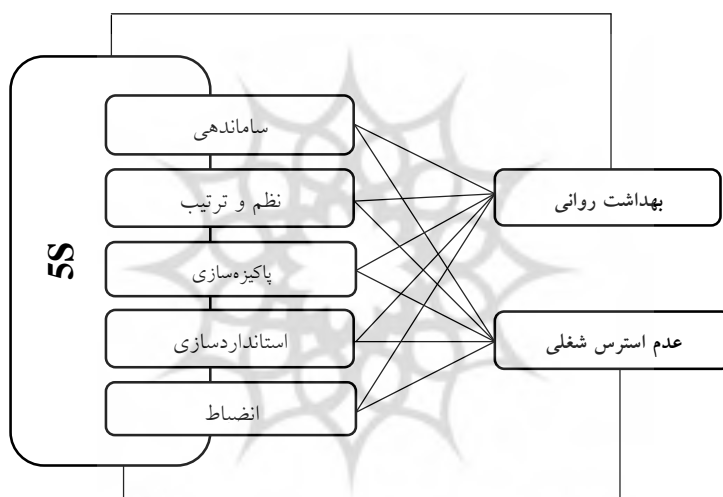 5S
ساماندهی
نظم و ترتیب
پاکیزه‌سازی
استانداردسازی
انضباط
بهداشت روانی
عدم استرس شغلی